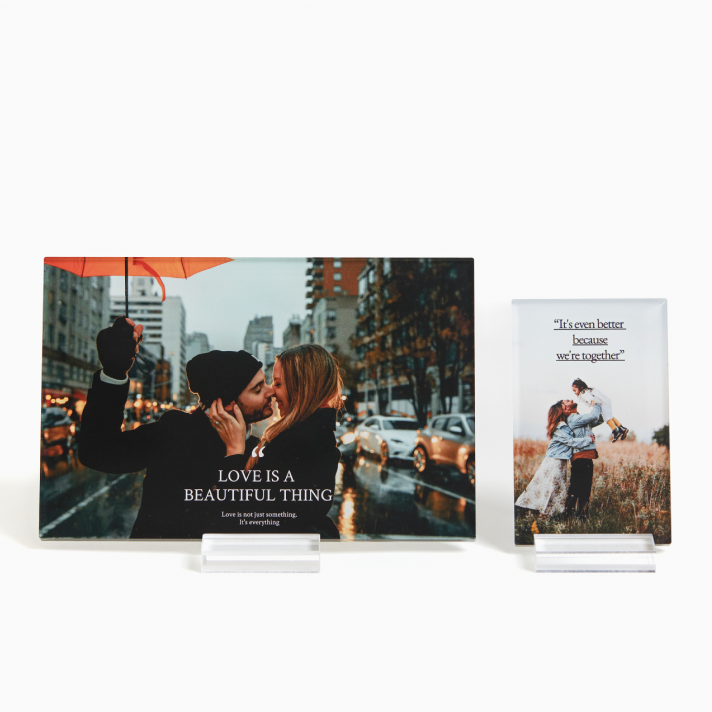 “
LOVE IS A
BEAUTIFUL THING
Love is not just something,
It's everything
“It's even better
because
we're together”